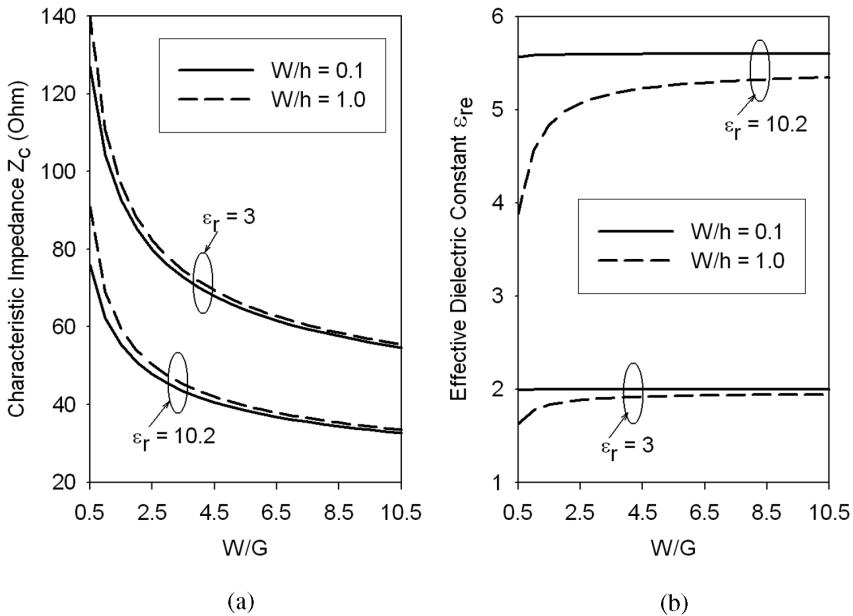 Characteristic Impedance Z_C (Ohm)
140
120
100
80
60
40
20
W/h = 0.1
W/h = 1.0
ε_r = 3
ε_r = 10.2
0.5 2.5 4.5 6.5 8.5 10.5
W/G
(a)
Effective Dielectric Constant ε_re
6
5
4
3
2
1
ε_r = 10.2
W/h = 0.1
W/h = 1.0
ε_r = 3
0.5 2.5 4.5 6.5 8.5 10.5
W/G
(b)